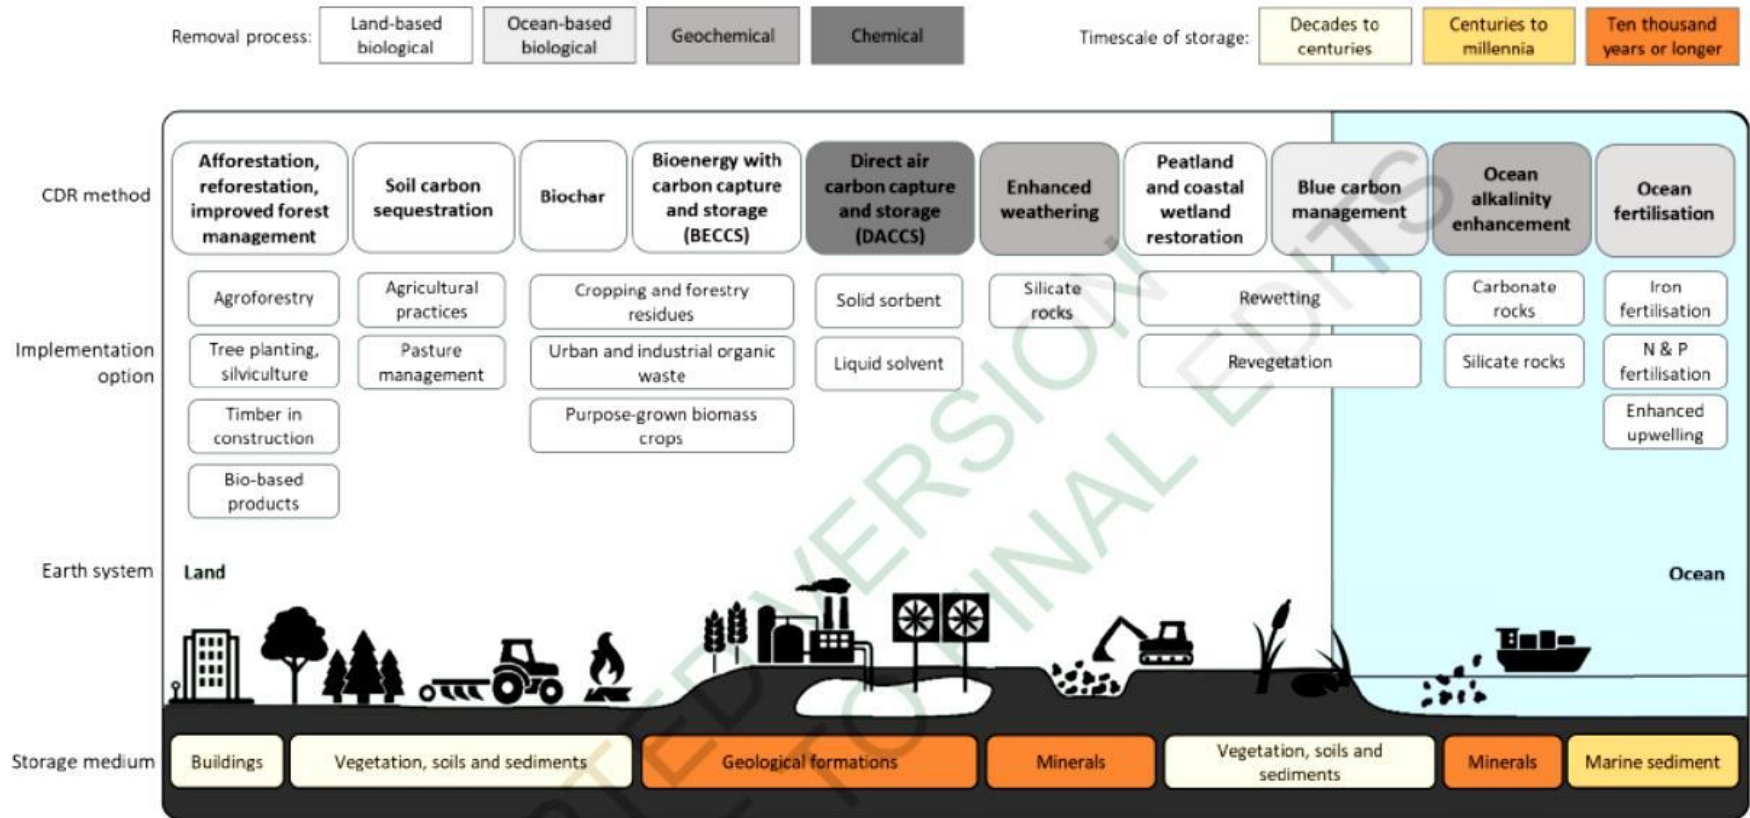 Removal process:
Land-based
biological
Ocean-based
biological
Geochemical
Chemical
Timescale of storage:
Decades to
centuries
Centuries to
millennia
Ten thousand
years or longer
CDR method
Afforestation,
reforestation,
improved forest
management
Soil carbon
sequestration
Biochar
Bioenergy with
carbon capture
and storage
(BECCS)
Direct air
carbon capture
and storage
(DACCS)
Enhanced
weathering
Peatland
and coastal
wetland
restoration
Blue carbon
management
Ocean
alkalinity
enhancement
Ocean
fertilisation
Implementation
option
Agroforestry
Tree planting,
silviculture
Timber in
construction
Bio-based
products
Agricultural
practices
Pasture
management
Cropping and forestry
residues
Urban and industrial organic
waste
Purpose-grown biomass
crops
Solid sorbent
Liquid solvent
Silicate
rocks
Rewetting
Revegetation
Carbonate
rocks
Silicate rocks
Iron
fertilisation
N & P
fertilisation
Enhanced
upwelling
Earth system
Land
Ocean
Storage medium
Buildings
Vegetation, soils and sediments
Geological formations
Minerals
Vegetation, soils and
sediments
Minerals
Marine sediment
VERSION
TO FINAL EDITS